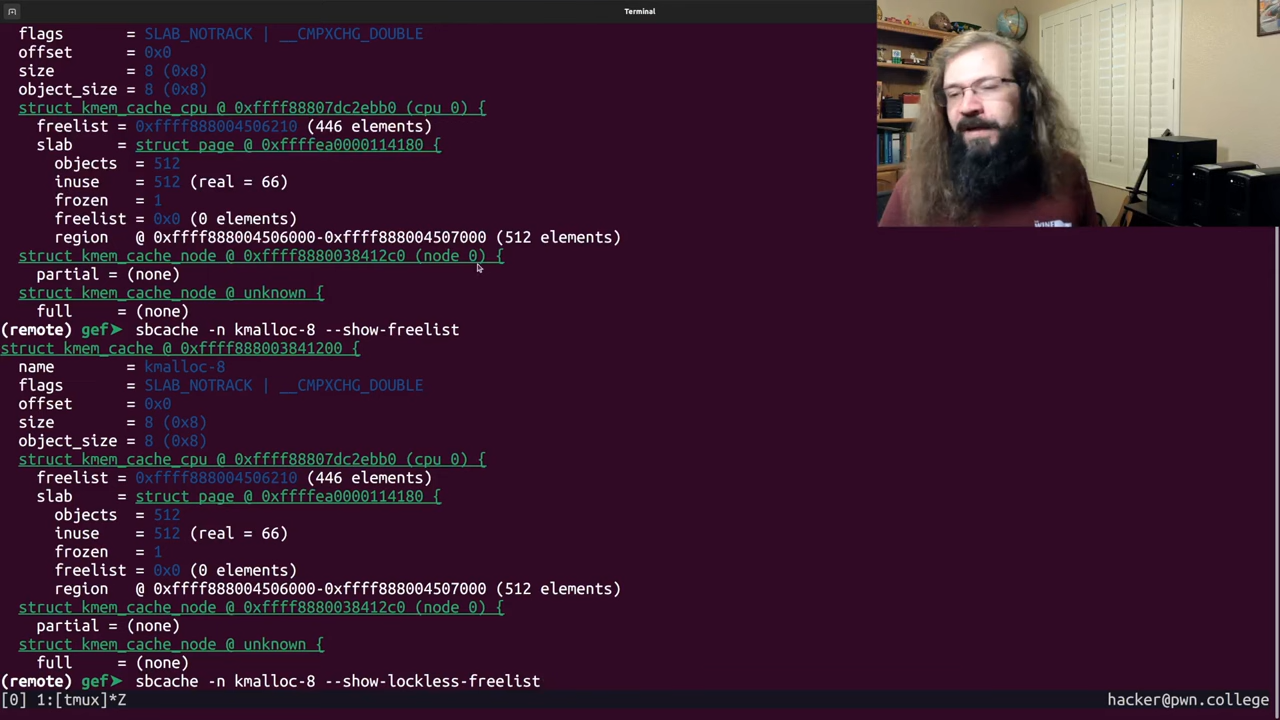 Terminal
flags = SLAB_NOTRACK | __CMPXCHG_DOUBLE
offset = 0x0
size = 8 (0x8)
object_size = 8 (0x8)
struct kmem_cache_cpu @ 0xffff88807dc2ebb0 (cpu 0) {
freelist = 0xffff888004506210 (446 elements)
slab = struct page @ 0xffffea0000114180 {
objects = 512
inuse = 512 (real = 66)
frozen = 1
freelist = 0x0 (0 elements)
region @ 0xffff888004506000-0xffff888004507000 (512 elements)
struct kmem_cache_node @ 0xffff8880038412c0 (node 0) {
partial = (none)
struct kmem_cache_node @ unknown {
full = (none)
(remote) gef➤ sbcache -n kmalloc-8 --show-freelist
struct kmem_cache @ 0xffff888003841200 {
name = kmalloc-8
flags = SLAB_NOTRACK | __CMPXCHG_DOUBLE
offset = 0x0
size = 8 (0x8)
object_size = 8 (0x8)
struct kmem_cache_cpu @ 0xffff88807dc2ebb0 (cpu 0) {
freelist = 0xffff888004506210 (446 elements)
slab = struct page @ 0xffffea0000114180 {
objects = 512
inuse = 512 (real = 66)
frozen = 1
freelist = 0x0 (0 elements)
region @ 0xffff888004506000-0xffff888004507000 (512 elements)
struct kmem_cache_node @ 0xffff8880038412c0 (node 0) {
partial = (none)
struct kmem_cache_node @ unknown {
full = (none)
(remote) gef➤ sbcache -n kmalloc-8 --show-lockless-freelist
[0] 1:[tmux]*Z hacker@pwn.college